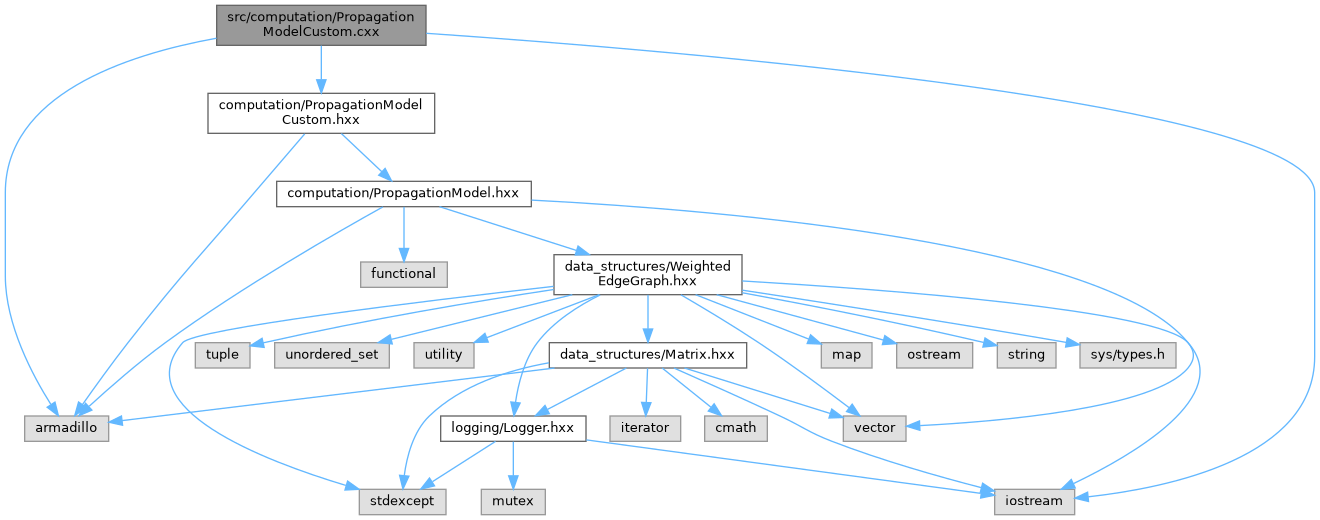 src/computation/Propagation
ModelCustom.cxx
computation/PropagationModel
Custom.hxx
computation/PropagationModel.hxx
functional
data_structures/Weighted
EdgeGraph.hxx
tuple
unordered_set
utility
data_structures/Matrix.hxx
map
ostream
string
sys/types.h
armadillo
logging/Logger.hxx
iterator
cmath
vector
stdexcept
mutex
iostream